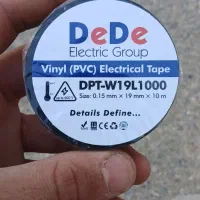 DeDe
Electric Group
Vinyl (PVC) Electrical Tape
DPT-W19L1000
Size: 0.15 mm × 19 mm × 10 m
Details Define...